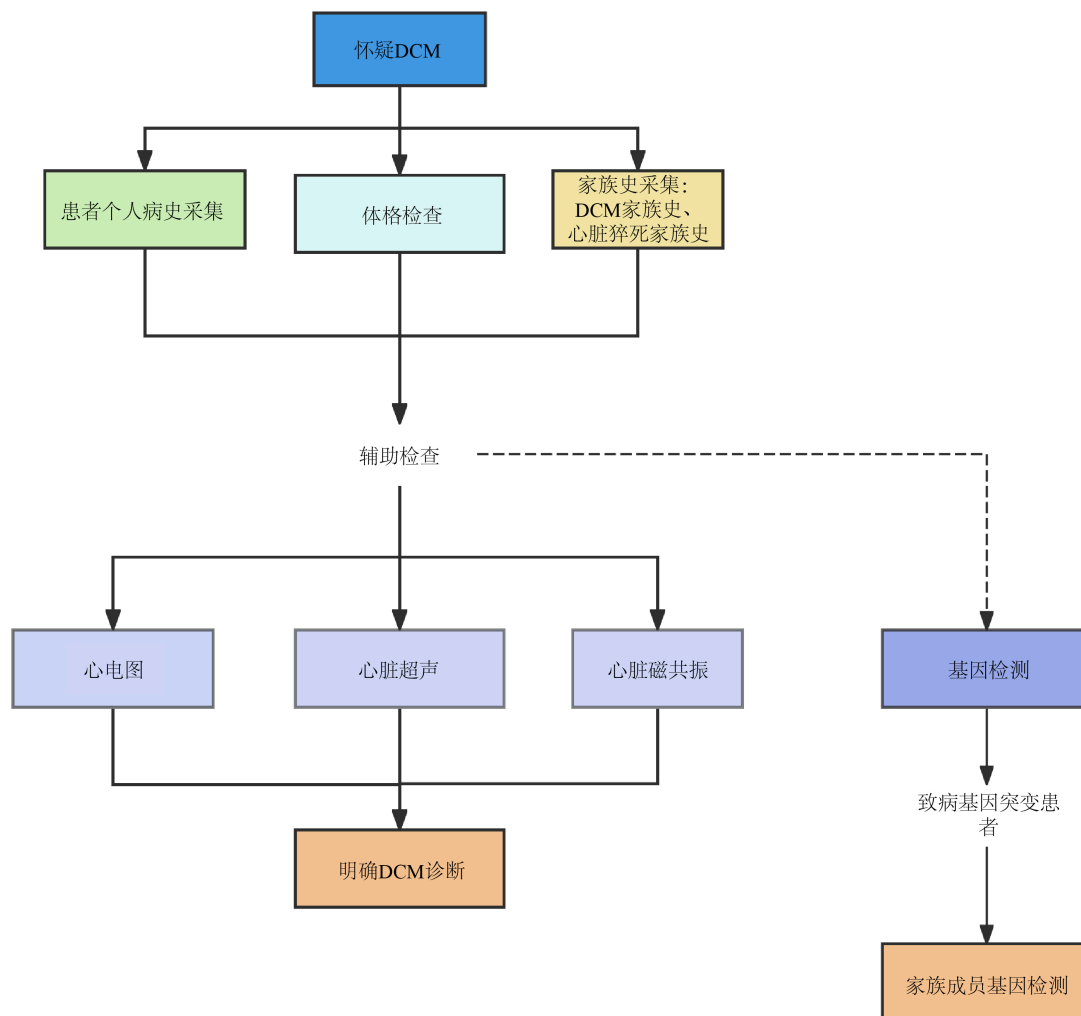 怀疑DCM
患者个人病史采集
体格检查
家族史采集:
DCM家族史、
心脏猝死家族史
辅助检查
心电图
心脏超声
心脏磁共振
基因检测
致病基因突变患
者
明确DCM诊断
家族成员基因检测